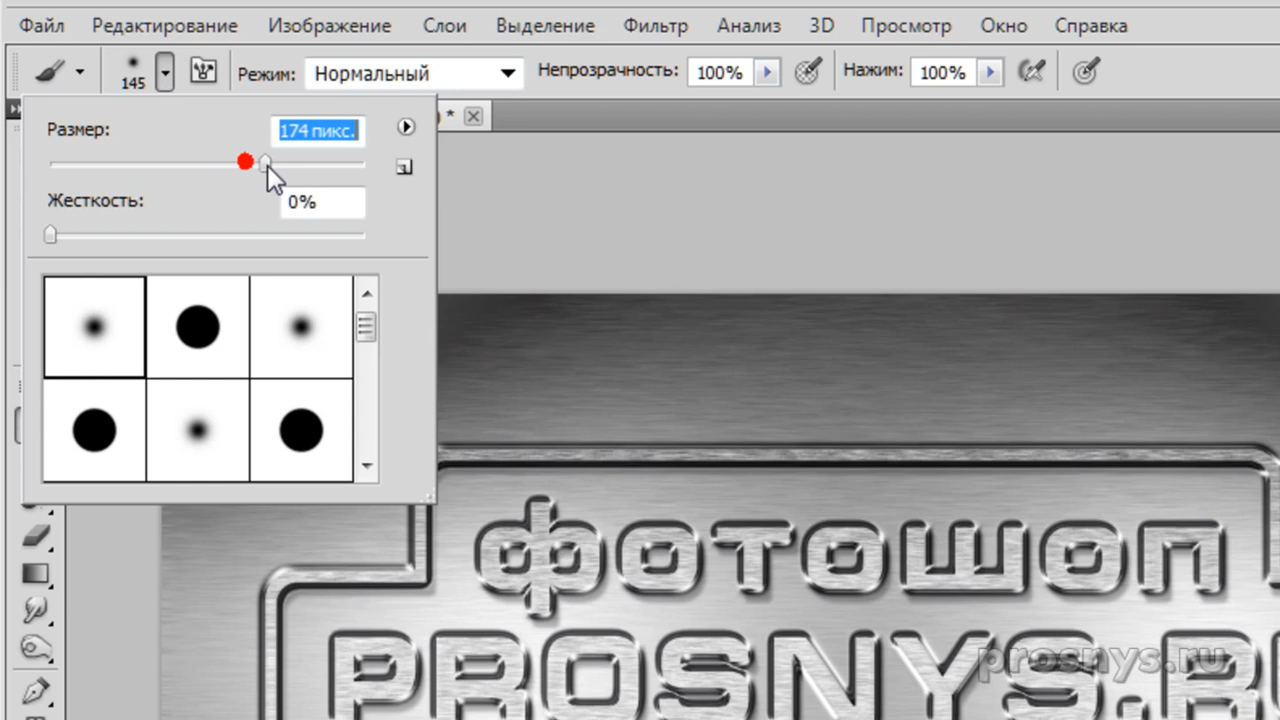 Файл Редактирование Изображение Слои Выделение Фильтр Анализ 3D Просмотр Окно Справка
145 Режим: Нормальный Непрозрачность: 100% Нажим: 100%
) *
Размер: 174 пикс.
Жесткость: 0%
фотошоп
PROSNYS.R
prosnys.ru